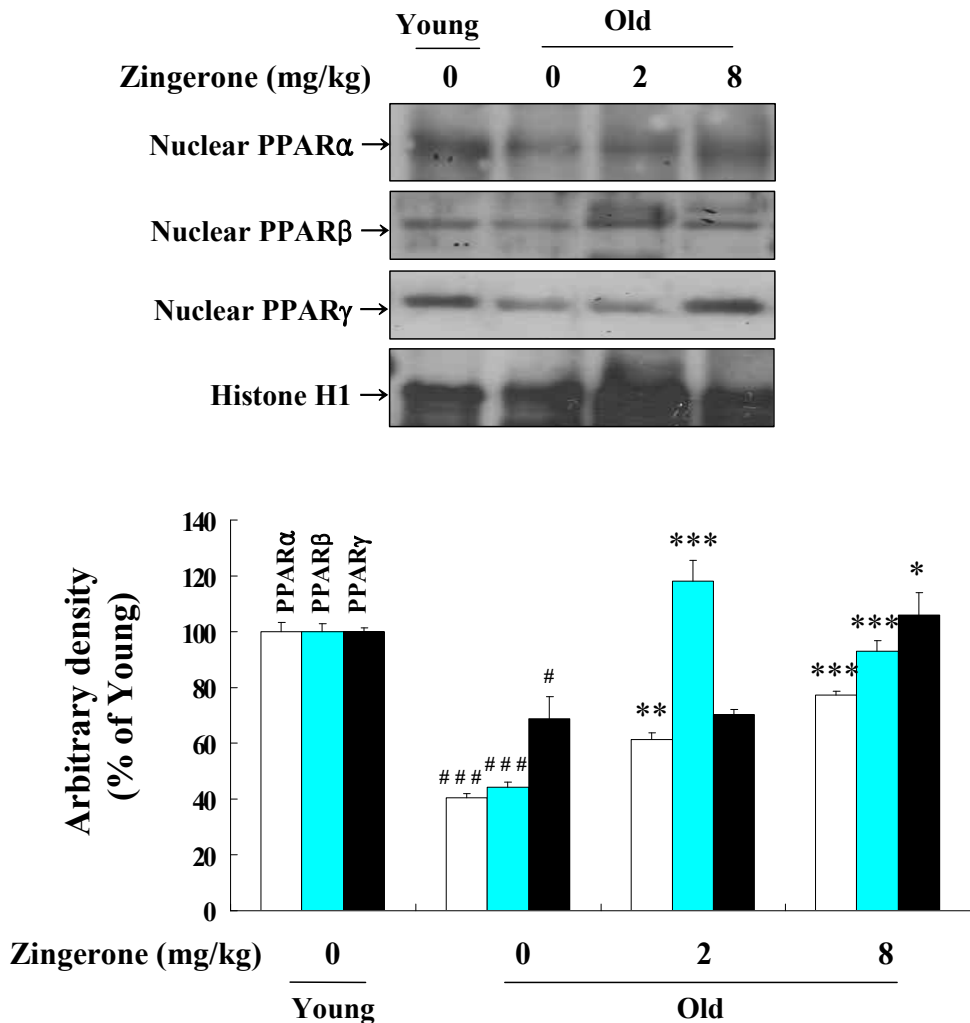 Young Old
Zingerone (mg/kg) 0 0 2 8
Nuclear PPARα →
Nuclear PPARβ →
Nuclear PPARγ →
Histone H1 →
Arbitrary density
(% of Young)
140
120
100
80
60
40
20
0
PPARα
PPARβ
PPARγ
###
###
#
**
***
***
***
*
Zingerone (mg/kg) 0 0 2 8
Young Old